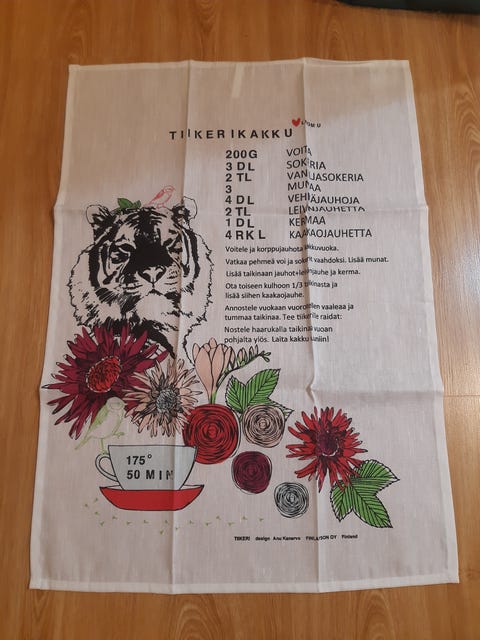 TIIKERIKAKKU
LUOMU
200G VOITA
3 DL SOKERIA
2 TL VANILJASOKERIA
3 MUNAA
4 DL VEHNÄJAUHOJA
2 TL LEIVINJAUHETTA
1 DL KERMAA
4 RKL KAAKAOJAUHETTA
Voitele ja korppujauhota kakkuvuoka.
Vatkaa pehmeä voi ja sokerit vaahdoksi. Lisää munat.
Lisää taikinaan jauhot+leivinjauhe ja kerma.
Ota toiseen kulhoon 1/3 taikinasta ja
lisää siihen kaakaojauhe.
Annostele vuokaan vuorotellen vaaleaa ja
tummaa taikinaa. Tee tiikerille raidat:
Nostele haarukalla taikinaa vuoan
pohjalta ylös. Laita kakku uuniin!
175°
50 MIN
TIIKERI design Anu Kanervo FINLAYSON OY Finland